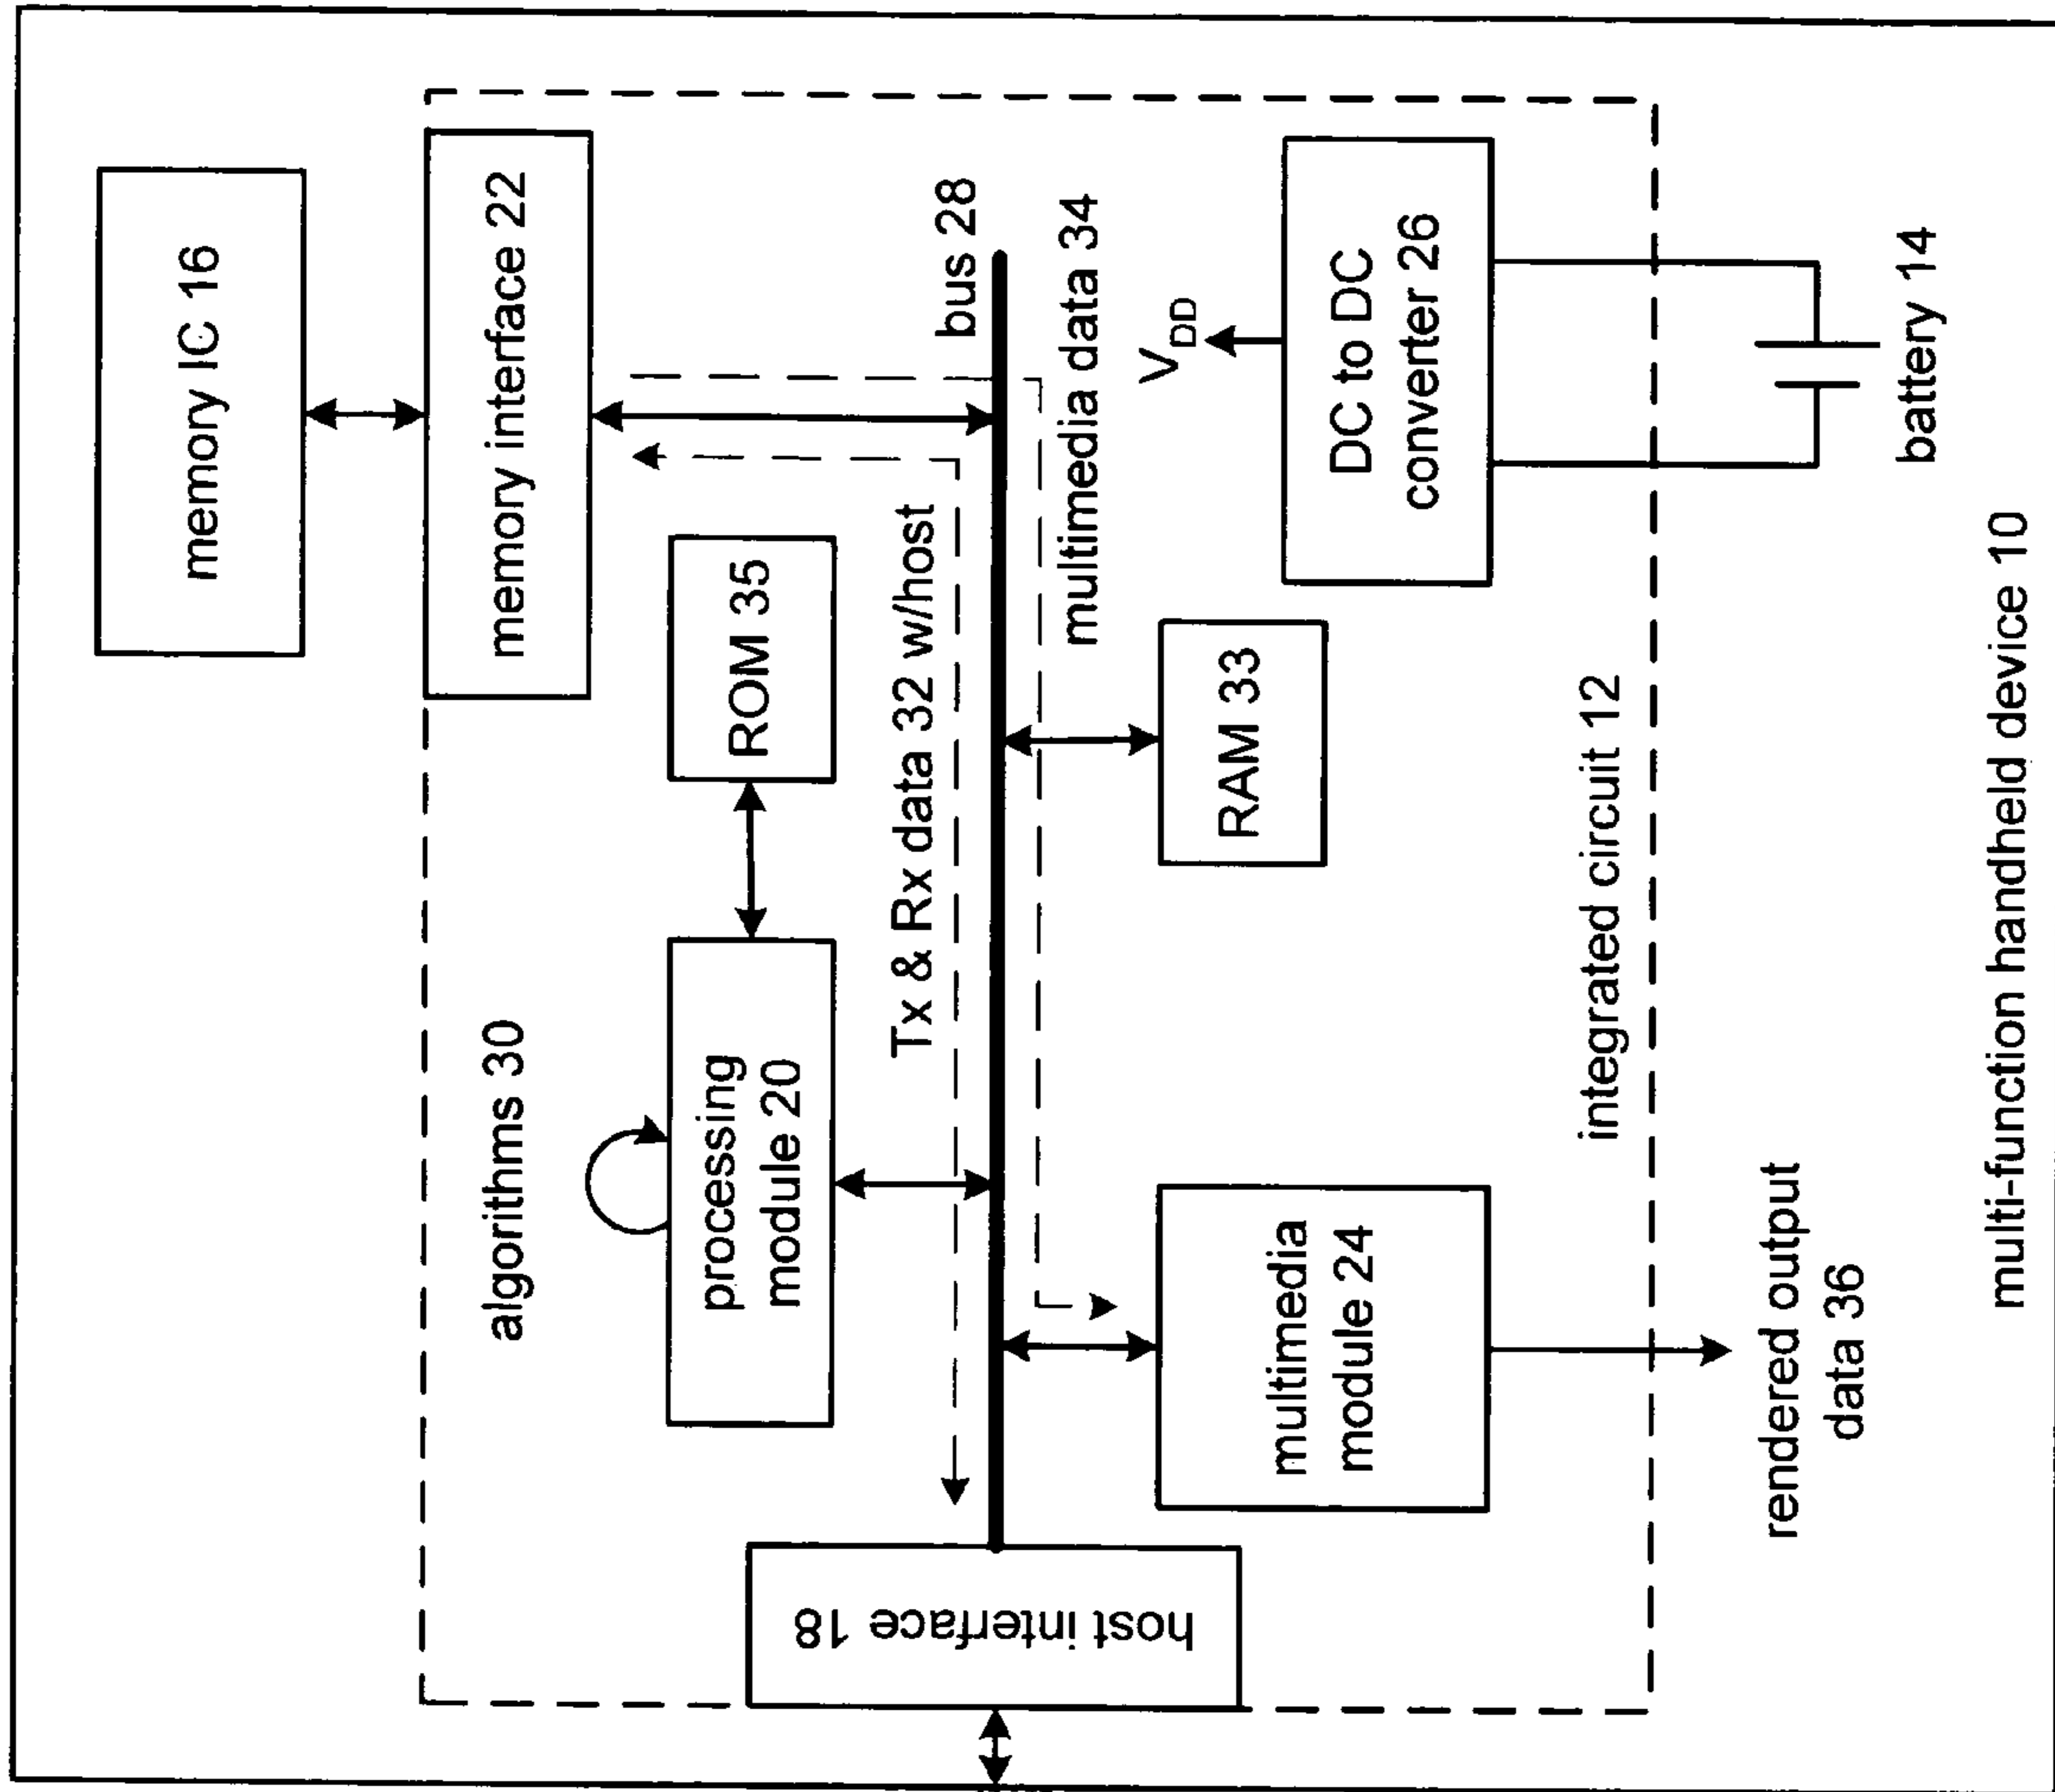 memory IC 16
memory interface 22
algorithms 30
processing
module 20
ROM 35
Tx & Rx data 32 w/host
bus 28
host interface 18
multimedia data 34
multimedia
module 24
RAM 33
V_DD
DC to DC
converter 26
integrated circuit 12
rendered output
data 36
battery 14
multi-function handheld device 10